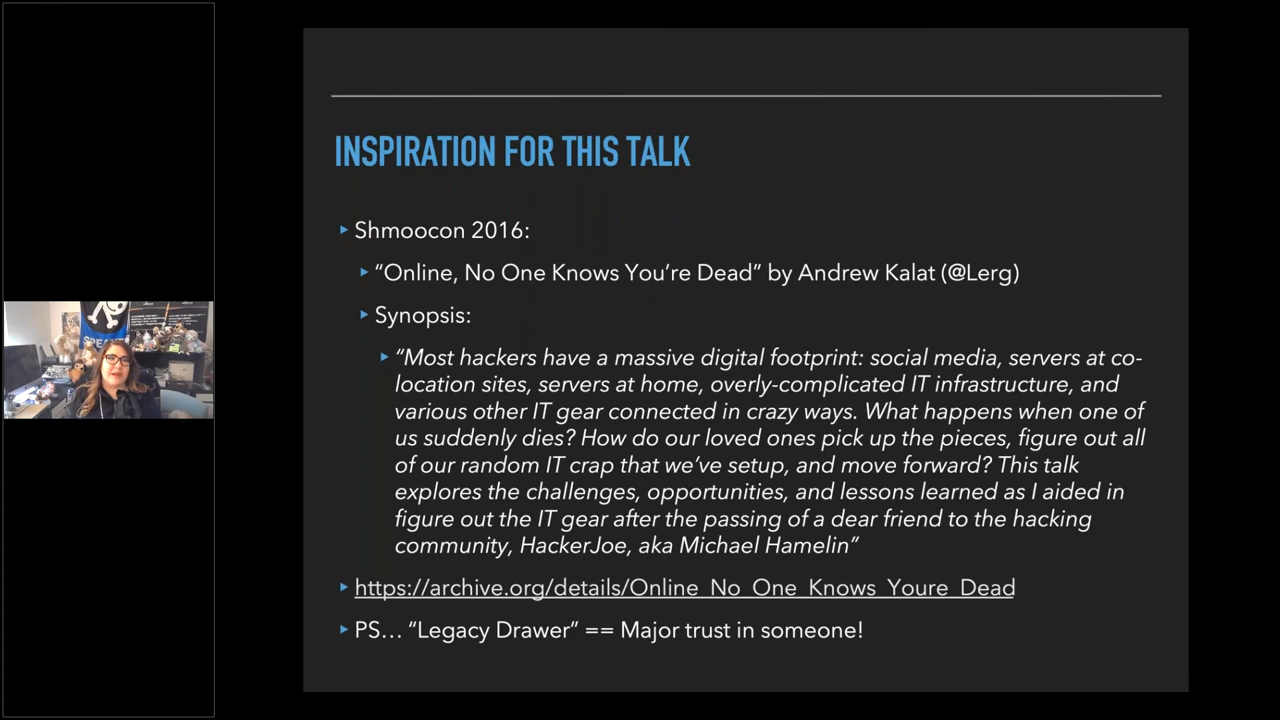 INSPIRATION FOR THIS TALK
‣ Shmoocon 2016:
‣ “Online, No One Knows You’re Dead” by Andrew Kalat (@Lerg)
‣ Synopsis:
‣ “Most hackers have a massive digital footprint: social media, servers at co-
location sites, servers at home, overly-complicated IT infrastructure, and
various other IT gear connected in crazy ways. What happens when one of
us suddenly dies? How do our loved ones pick up the pieces, figure out all
of our random IT crap that we’ve setup, and move forward? This talk
explores the challenges, opportunities, and lessons learned as I aided in
figure out the IT gear after the passing of a dear friend to the hacking
community, HackerJoe, aka Michael Hamelin”
‣ https://archive.org/details/Online_No_One_Knows_Youre_Dead
‣ PS… “Legacy Drawer” == Major trust in someone!